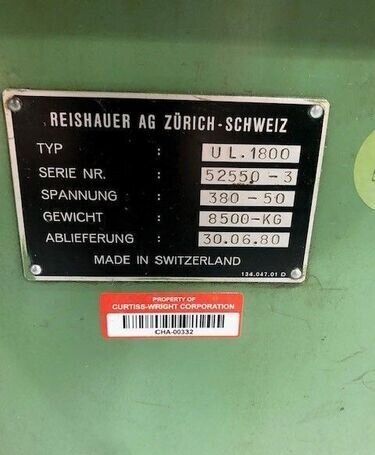 REISHAUER AG ZÜRICH-SCHWEIZ
TYP : UL.1800
SERIE NR. : 52550-3
SPANNUNG : 380-50
GEWICHT : 8500-KG
ABLIEFERUNG : 30.06.80
MADE IN SWITZERLAND
134.047.01 D
PROPERTY OF
CURTISS-WRIGHT CORPORATION
CHA-00332